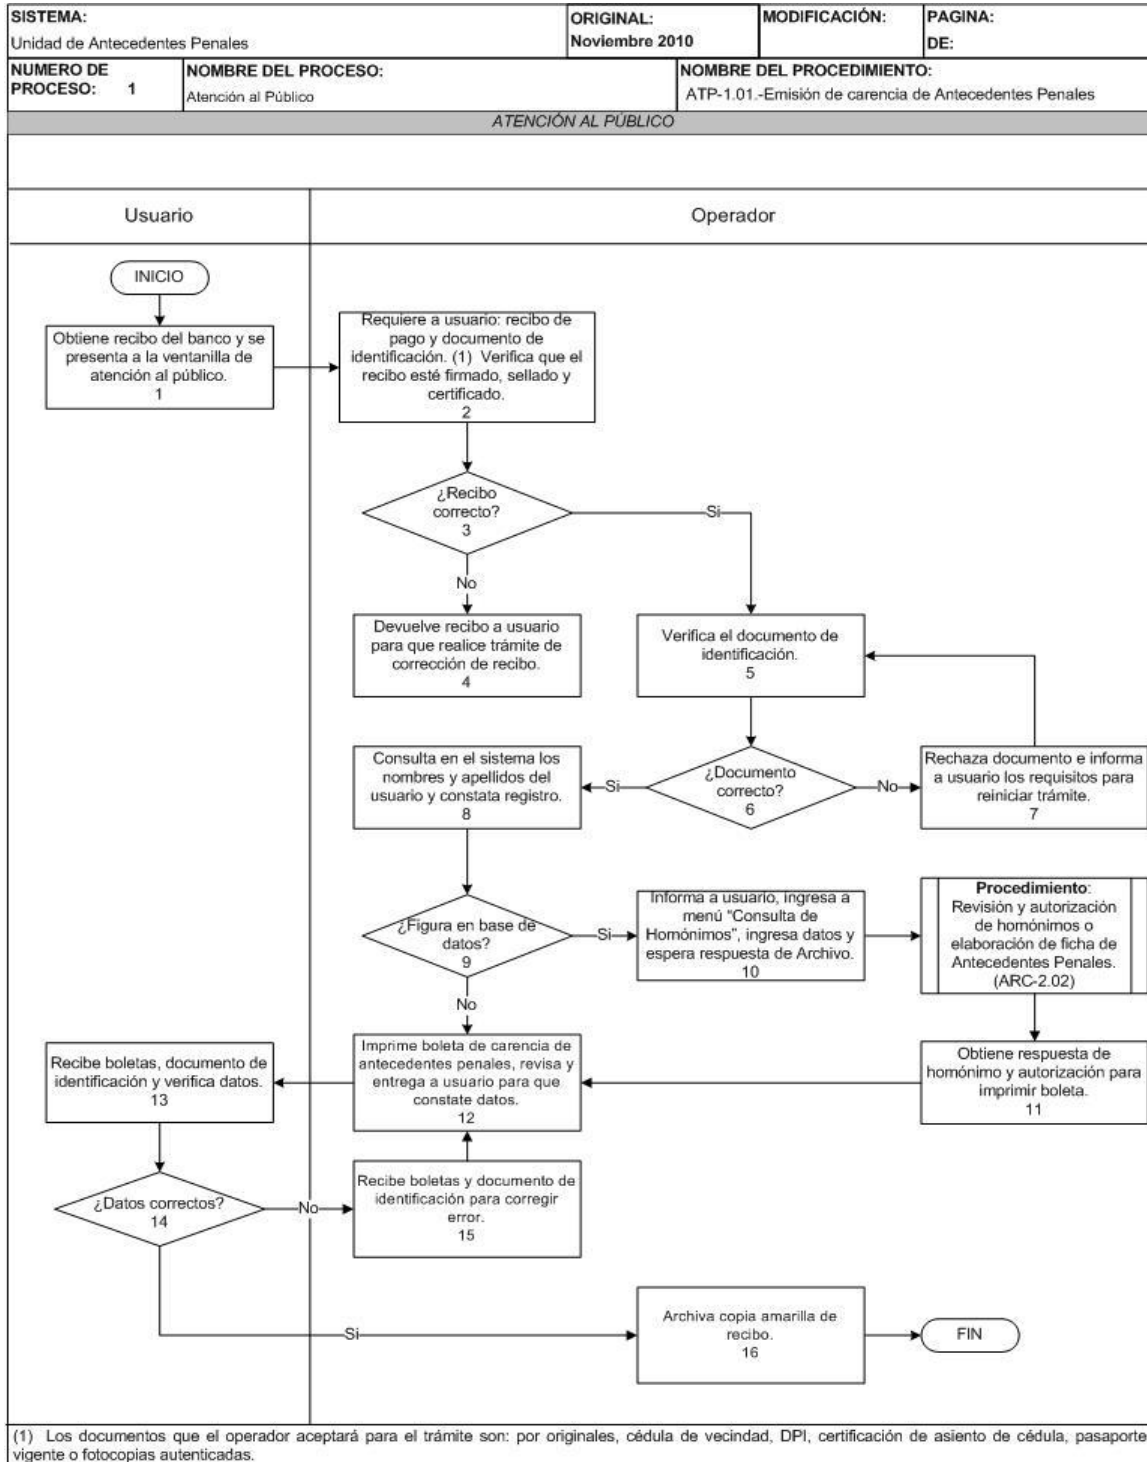 SISTEMA:
Unidad de Antecedentes Penales
ORIGINAL:
Noviembre 2010
MODIFICACIÓN:
PAGINA:
DE:
NUMERO DE
PROCESO: 1
NOMBRE DEL PROCESO:
Atención al Público
NOMBRE DEL PROCEDIMIENTO:
ATP-1.01.-Emisión de carencia de Antecedentes Penales
ATENCIÓN AL PÚBLICO
Usuario
Operador
INICIO
Obtiene recibo del banco y se
presenta a la ventanilla de
atención al público.
1
Requiere a usuario: recibo de
pago y documento de
identificación. (1) Verifica que el
recibo esté firmado, sellado y
certificado.
2
¿Recibo
correcto?
3
Si
No
Devuelve recibo a usuario
para que realice trámite de
corrección de recibo.
4
Verifica el documento de
identificación.
5
¿Documento
correcto?
6
No
Rechaza documento e informa
a usuario los requisitos para
reiniciar trámite.
7
Si
Consulta en el sistema los
nombres y apellidos del
usuario y constata registro.
8
¿Figura en base de
datos?
9
Si
Informa a usuario, ingresa a
menú "Consulta de
Homónimos", ingresa datos y
espera respuesta de Archivo.
10
Procedimiento:
Revisión y autorización
de homónimos o
elaboración de ficha de
Antecedentes Penales.
(ARC-2.02)
Obtiene respuesta de
homónimo y autorización para
imprimir boleta.
11
No
Imprime boleta de carencia de
antecedentes penales, revisa y
entrega a usuario para que
constate datos.
12
Recibe boletas, documento de
identificación y verifica datos.
13
¿Datos correctos?
14
No
Recibe boletas y documento de
identificación para corregir
error.
15
Si
Archiva copia amarilla de
recibo.
16
FIN
(1) Los documentos que el operador aceptará para el trámite son: por originales, cédula de vecindad, DPI, certificación de asiento de cédula, pasaporte
vigente o fotocopias autenticadas.